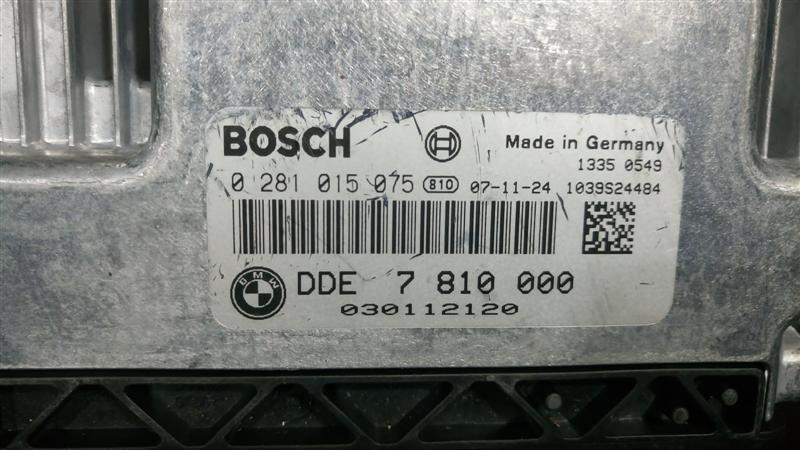 BOSCH Made in Germany
1335 0549
0 281 015 075 810 07-11-24 1039S24484
BMW DDE 7 810 000
030112120